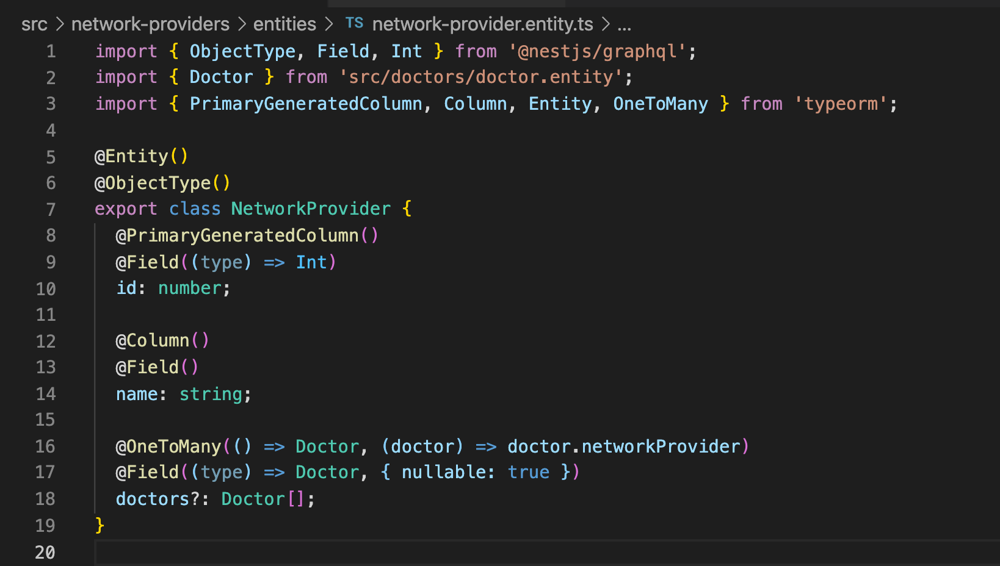 src > network-providers > entities > TS network-provider.entity.ts > ...
1 import { ObjectType, Field, Int } from '@nestjs/graphql';
2 import { Doctor } from 'src/doctors/doctor.entity';
3 import { PrimaryGeneratedColumn, Column, Entity, OneToMany } from 'typeorm';
4
5 @Entity()
6 @ObjectType()
7 export class NetworkProvider {
8   @PrimaryGeneratedColumn()
9   @Field((type) => Int)
10   id: number;
11
12   @Column()
13   @Field()
14   name: string;
15
16   @OneToMany(() => Doctor, (doctor) => doctor.networkProvider)
17   @Field((type) => Doctor, { nullable: true })
18   doctors?: Doctor[];
19 }
20